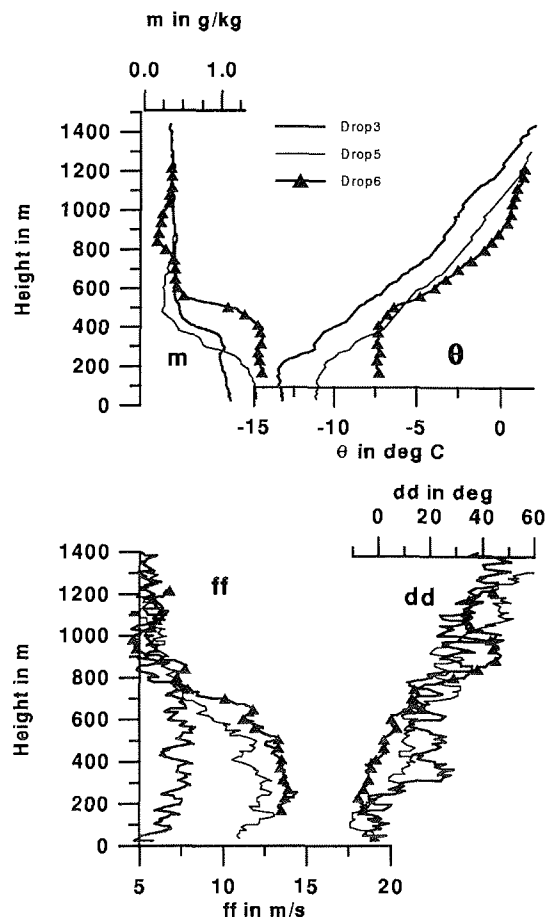 m in g/kg
0.0 1.0
1400
1200
1000
800
600
400
200
0
Height in m
Drop3
Drop5
Drop6
m
θ
-15 -10 -5 0
θ in deg C
dd in deg
0 20 40 60
1400
1200
1000
800
600
400
200
0
Height in m
ff
dd
5 10 15 20
ff in m/s